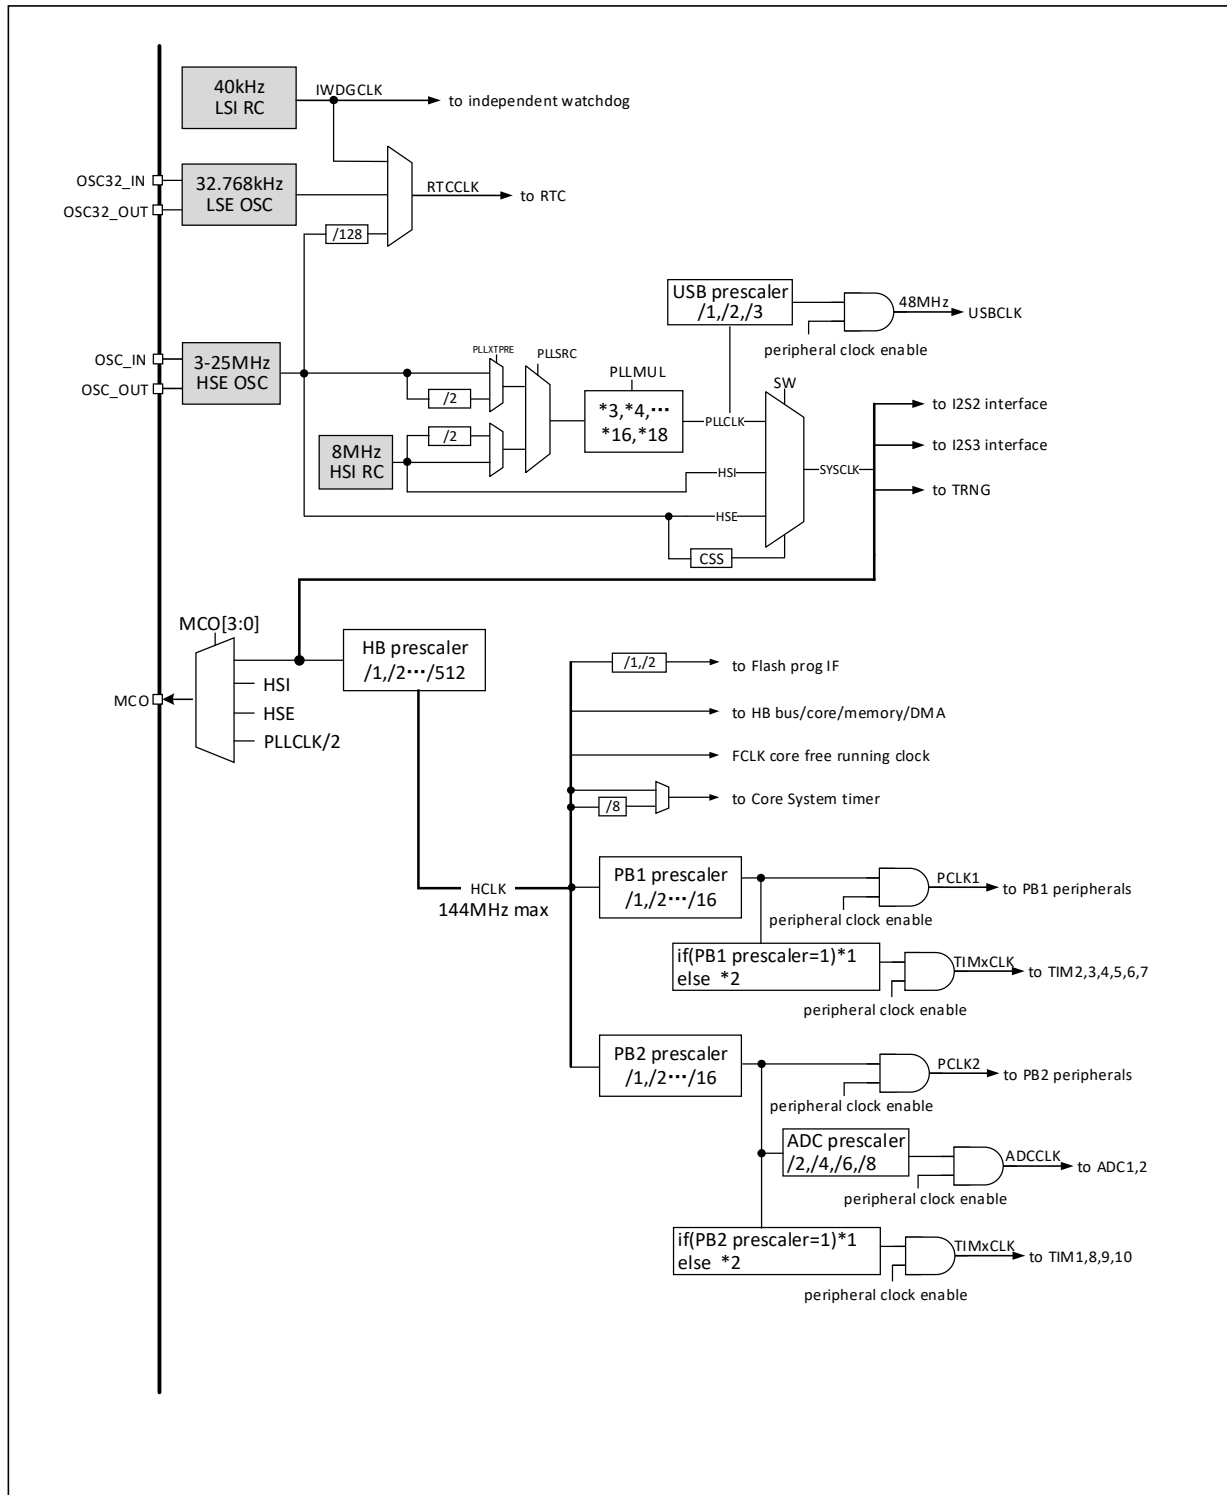 40kHz
LSI RC
IWDGCLK
to independent watchdog
OSC32_IN
OSC32_OUT
32.768kHz
LSE OSC
RTCCLK
to RTC
/128
USB prescaler
/1,/2,/3
48MHz
USBCLK
peripheral clock enable
OSC_IN
OSC_OUT
3-25MHz
HSE OSC
PLLXTPRE
PLLSRC
/2
PLLMUL
*3,*4,···
*16,*18
PLLCLK
SW
to I2S2 interface
to I2S3 interface
to TRNG
8MHz
HSI RC
/2
HSI
SYSCLK
HSE
CSS
MCO[3:0]
HSI
HSE
PLLCLK/2
MCO
HB prescaler
/1,/2···/512
/1,/2
to Flash prog IF
to HB bus/core/memory/DMA
FCLK core free running clock
/8
to Core System timer
HCLK
144MHz max
PB1 prescaler
/1,/2···/16
PCLK1
to PB1 peripherals
peripheral clock enable
if(PB1 prescaler=1)*1
else *2
TIMxCLK
to TIM2,3,4,5,6,7
peripheral clock enable
PB2 prescaler
/1,/2···/16
PCLK2
to PB2 peripherals
peripheral clock enable
ADC prescaler
/2,/4,/6,/8
ADCCLK
to ADC1,2
peripheral clock enable
if(PB2 prescaler=1)*1
else *2
TIMxCLK
to TIM1,8,9,10
peripheral clock enable